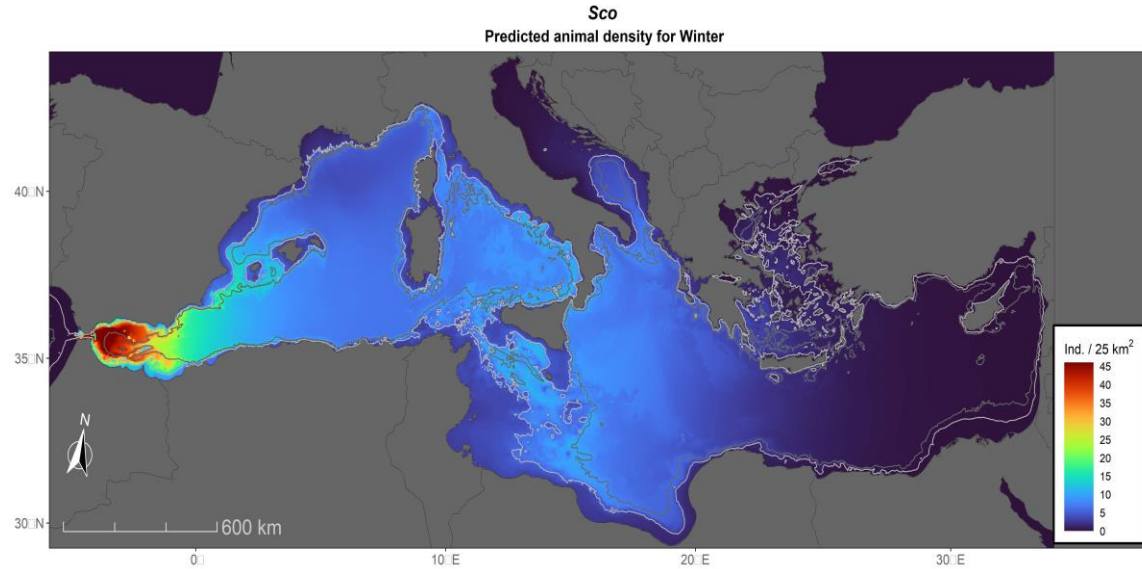 Sco
Predicted animal density for Winter
40□N
35□N
30□N
N
600 km
0□
10□E
20□E
30□E
Ind. / 25 km²
45
40
35
30
25
20
15
10
5
0